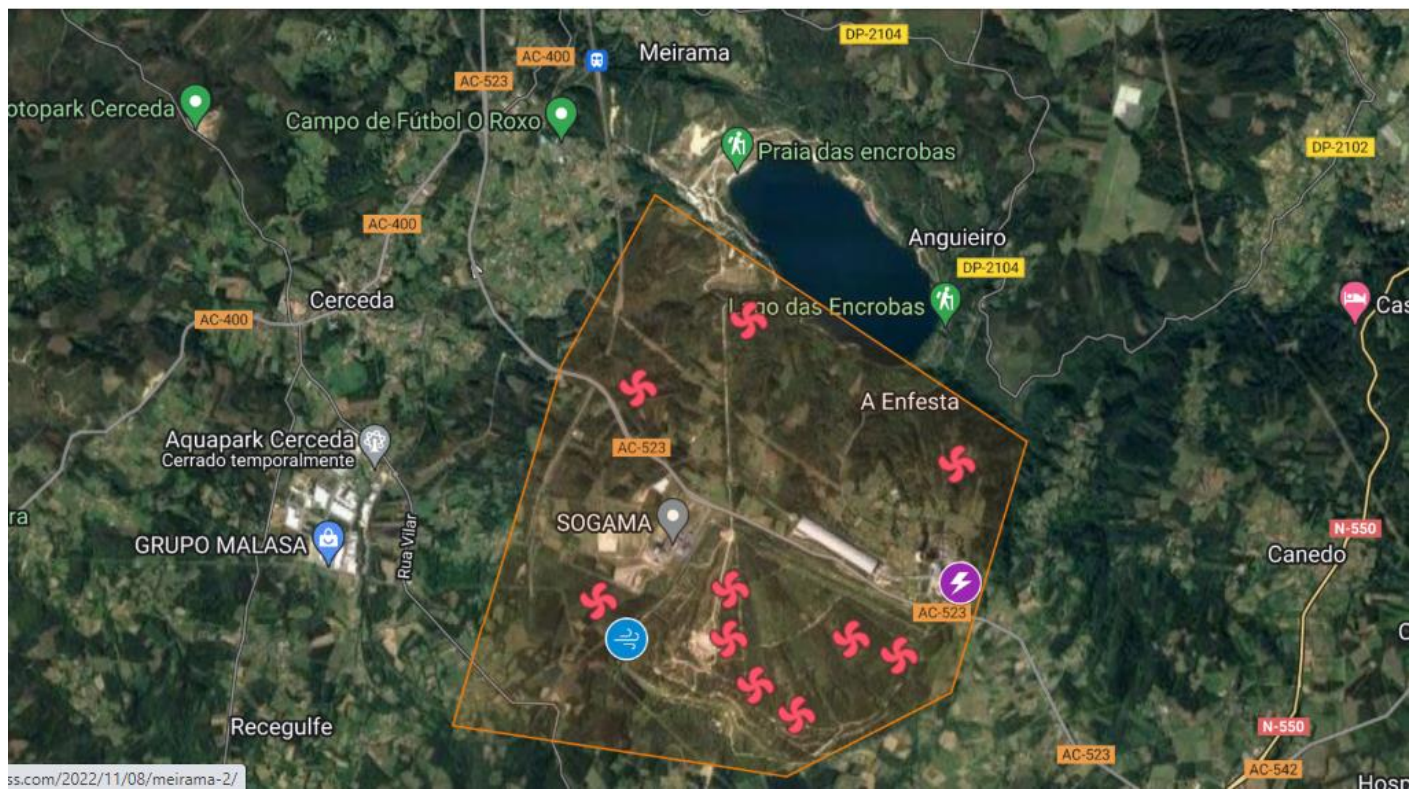 DP-2104
AC-400
Meirama
AC-523
otopark Cerceda
Campo de Fútbol O Roxo
Praia das encrobas
DP-2102
AC-400
Anguieiro
DP-2104
Cerceda
Lago das Encrobas
Cas
AC-400
A Enfesta
Aquapark Cerceda
Cerrado temporalmente
AC-523
ra
SOGAMA
N-550
GRUPO MALASA
Rua Vilar
Canedo
AC-523
C
Recegulfe
N-550
AC-523
AC-542
ss.com/2022/11/08/meirama-2/
Hosp